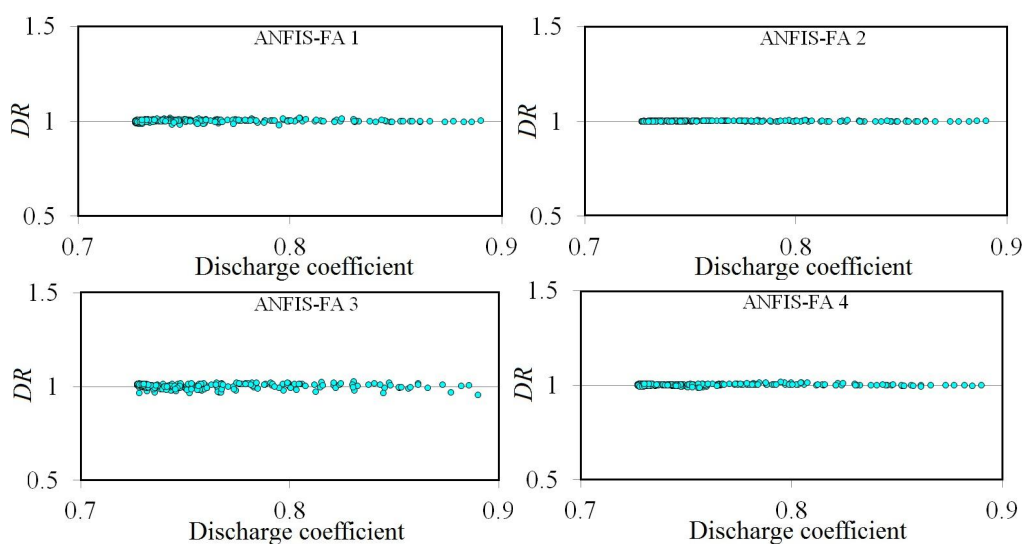 1.5
ANFIS-FA 1
DR
1
0.5
0.7
0.8
0.9
Discharge coefficient
1.5
ANFIS-FA 2
DR
1
0.5
0.7
0.8
0.9
Discharge coefficient
1.5
ANFIS-FA 3
DR
1
0.5
0.7
0.8
0.9
Discharge coefficient
1.5
ANFIS-FA 4
DR
1
0.5
0.7
0.8
0.9
Discharge coefficient